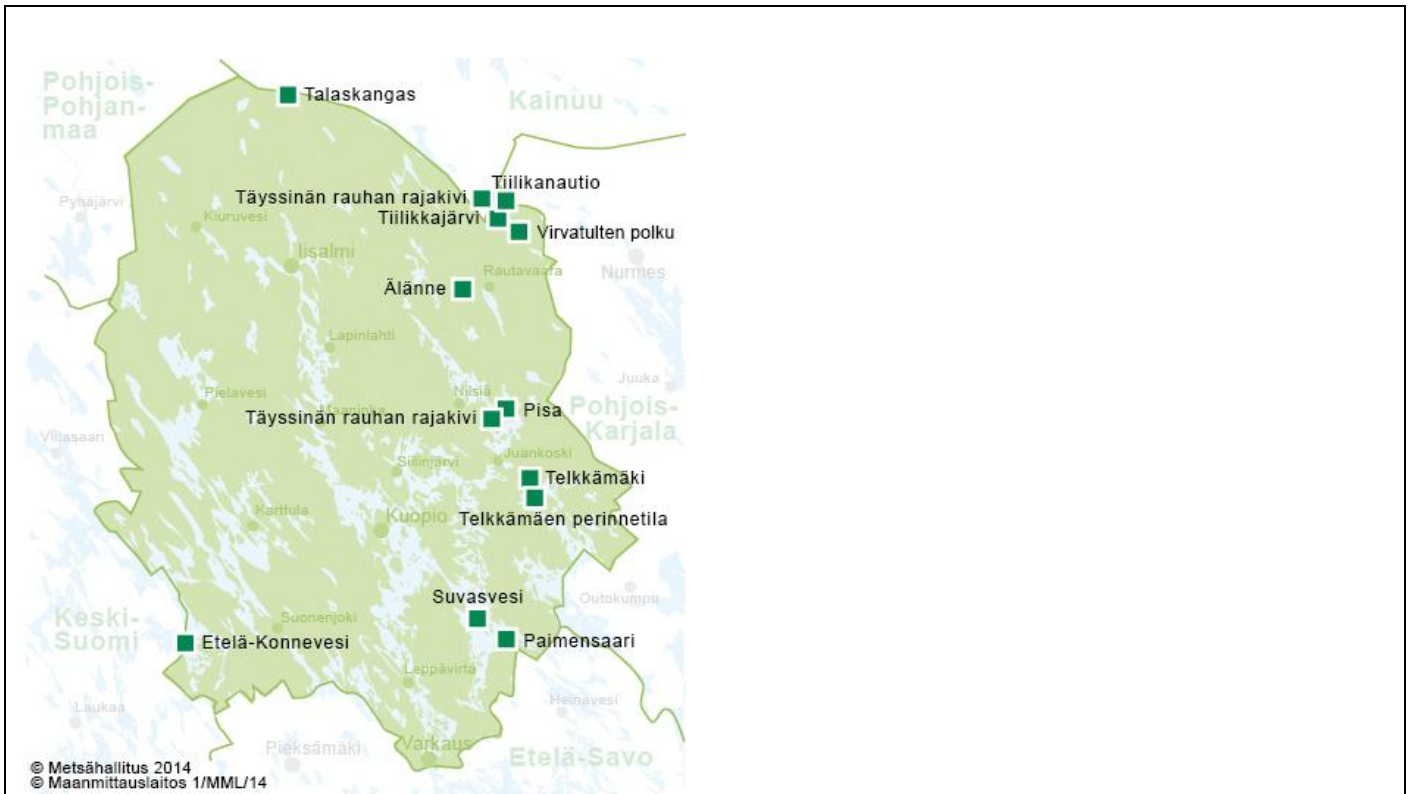 Pohjois-
Pohjan-
maa
Talaskangas
Kainuu
Tiilikanautio
Täyssinän rauhan rajakivi
Pyhäjärvi
Kiuruvesi
Tiilikkajärvi
Virvatulten polku
Iisalmi
Rautavaara
Nurmes
Älänne
Lapinlahti
Juuka
Pielavesi
Nilsiä
Maaninka
Pisa
Pohjois-
Karjala
Täyssinän rauhan rajakivi
Viitasaari
Juankoski
Siilinjärvi
Telkkämäki
Karttula
Kuopio
Telkkämäen perinnetila
Suvasvesi
Outokumpu
Keski-
Suomi
Suonenjoki
Etelä-Konnevesi
Paimensaari
Leppävirta
Heinävesi
Laukaa
Pieksämäki
Varkaus
Etelä-Savo
© Metsähallitus 2014
© Maanmittauslaitos 1/MML/14